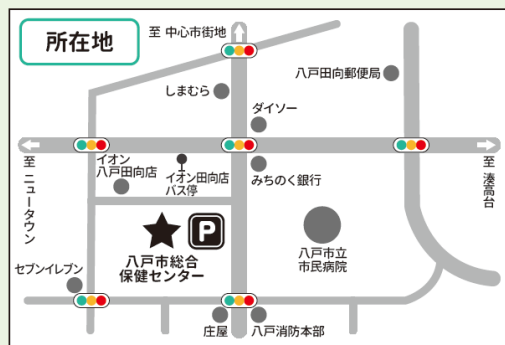 所在地
至 中心市街地
八戸田向郵便局
しまむら
ダイソー
至 ニュータウン
イオン
八戸田向店
イオン田向店
バス停
みちのく銀行
至 湊高台
P
八戸市総合
保健センター
八戸市立
市民病院
セブンイレブン
庄屋
八戸消防本部